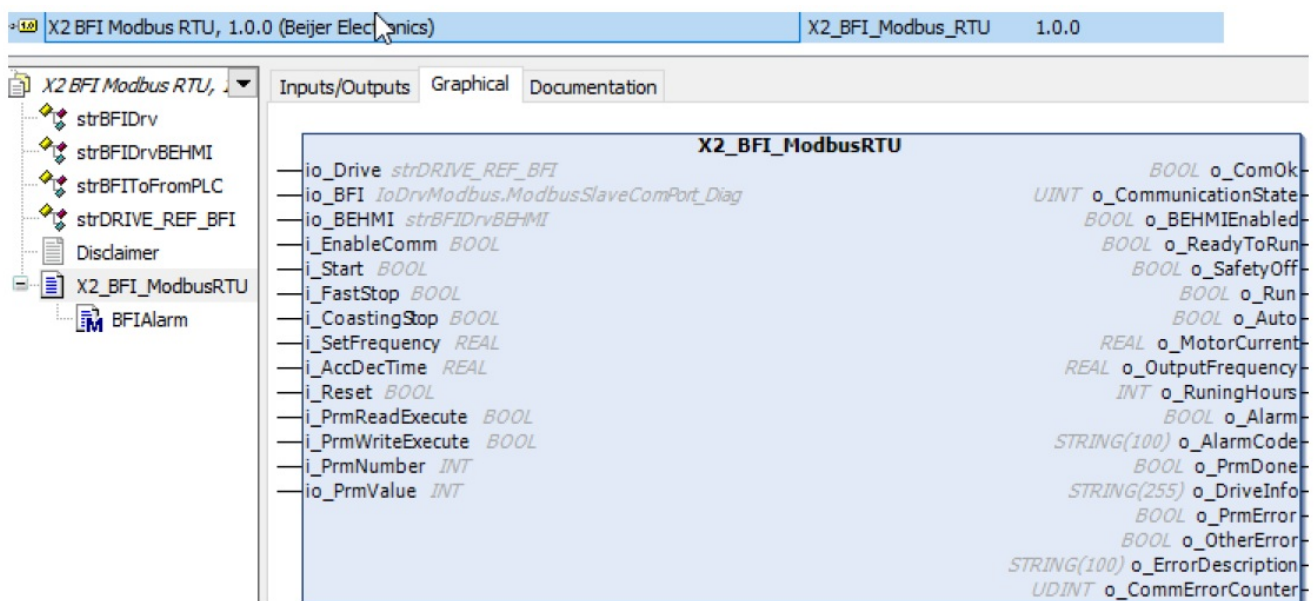 1.0 X2 BFI Modbus RTU, 1.0.0 (Beijer Electronics) X2_BFI_Modbus_RTU 1.0.0
X2 BFI Modbus RTU,
strBFIDrv
strBFIDrvBEHMI
strBFIToFromPLC
strDRIVE_REF_BFI
Disclaimer
X2_BFI_ModbusRTU
BFIAlarm
Inputs/Outputs Graphical Documentation
X2_BFI_ModbusRTU
io_Drive strDRIVE_REF_BFI BOOL o_ComOk
io_BFI IoDrvModbus.ModbusSlaveComPort_Diag UINT o_CommunicationState
io_BEHMI strBFIDrvBEHMI BOOL o_BEHMIEnabled
i_EnableComm BOOL BOOL o_ReadyToRun
i_Start BOOL BOOL o_SafetyOff
i_FastStop BOOL BOOL o_Run
i_CoastingStop BOOL BOOL o_Auto
i_SetFrequency REAL REAL o_MotorCurrent
i_AccDecTime REAL REAL o_OutputFrequency
i_Reset BOOL INT o_RuningHours
i_PrmReadExecute BOOL BOOL o_Alarm
i_PrmWriteExecute BOOL STRING(100) o_AlarmCode
i_PrmNumber INT BOOL o_PrmDone
io_PrmValue INT STRING(255) o_DriveInfo
BOOL o_PrmError
BOOL o_OtherError
STRING(100) o_ErrorDescription
UDINT o_CommErrorCounter